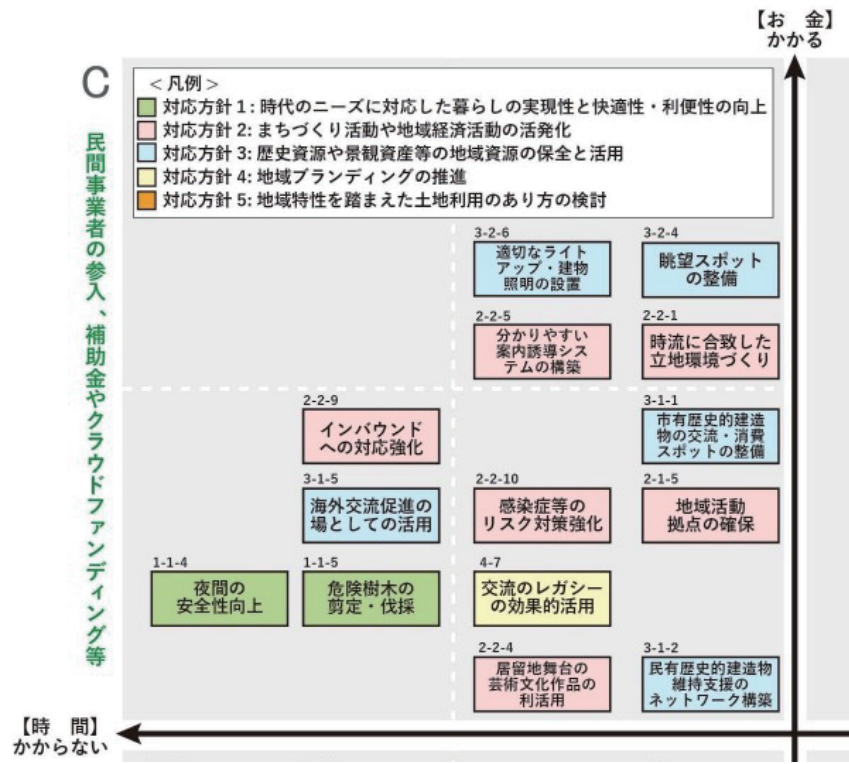 【お　金】
かかる
C
民間事業者の参入、補助金やクラウドファンディング等
＜凡例＞
対応方針 1: 時代のニーズに対応した暮らしの実現性と快適性・利便性の向上
対応方針 2: まちづくり活動や地域経済活動の活発化
対応方針 3: 歴史資源や景観資産等の地域資源の保全と活用
対応方針 4: 地域ブランディングの推進
対応方針 5: 地域特性を踏まえた土地利用のあり方の検討
3-2-6
適切なライト
アップ・建物
照明の設置
3-2-4
眺望スポット
の整備
2-2-5
分かりやすい
案内誘導シス
テムの構築
2-2-1
時流に合致した
立地環境づくり
2-2-9
インバウンド
への対応強化
3-1-1
市有歴史的建造
物の交流・消費
スポットの整備
3-1-5
海外交流促進の
場としての活用
2-2-10
感染症等の
リスク対策強化
2-1-5
地域活動
拠点の確保
1-1-4
夜間の
安全性向上
1-1-5
危険樹木の
剪定・伐採
4-7
交流のレガシー
の効果的活用
2-2-4
居留地舞台の
芸術文化作品の
利活用
3-1-2
民有歴史的建造物
維持支援の
ネットワーク構築
【時　間】
かからない